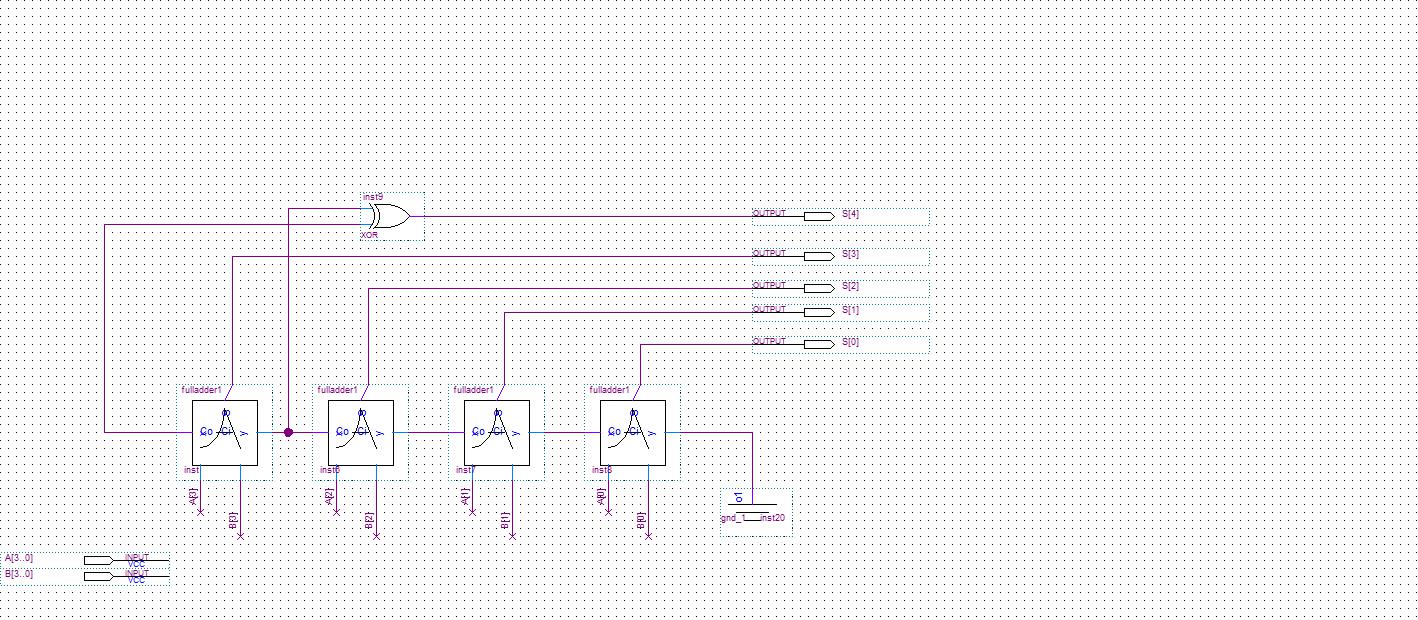 inst9
XOR
OUTPUT S[4]
OUTPUT S[3]
OUTPUT S[2]
OUTPUT S[1]
OUTPUT S[0]
fulladder1 fulladder1 fulladder1 fulladder1
Co Ci y Co Ci y Co Ci y Co Ci y
inst inst6 inst7 inst8
A[3] A[2] A[1] A[0] o1
B[3] B[2] B[1] B[0] gnd_1 inst20
A[3..0] INPUT
VCC
B[3..0] INPUT
VCC